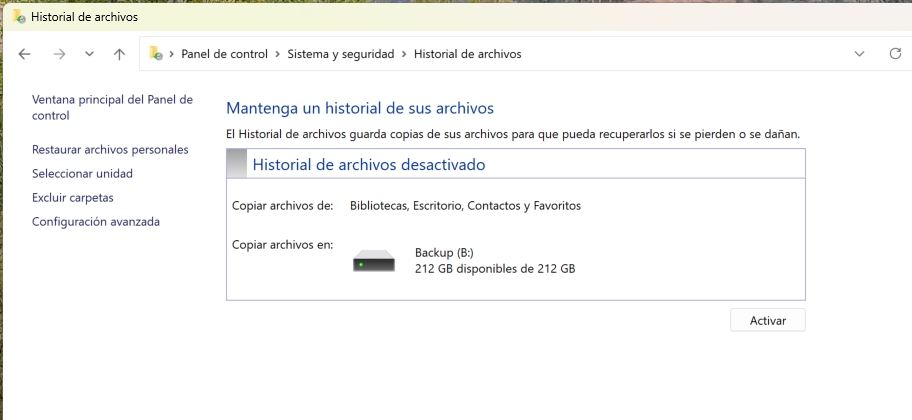 Historial de archivos
Panel de control > Sistema y seguridad > Historial de archivos
Ventana principal del Panel de
control
Restaurar archivos personales
Seleccionar unidad
Excluir carpetas
Configuración avanzada
Mantenga un historial de sus archivos
El Historial de archivos guarda copias de sus archivos para que pueda recuperarlos si se pierden o se dañan.
Historial de archivos desactivado
Copiar archivos de: Bibliotecas, Escritorio, Contactos y Favoritos
Copiar archivos en:
Backup (B:)
212 GB disponibles de 212 GB
Activar